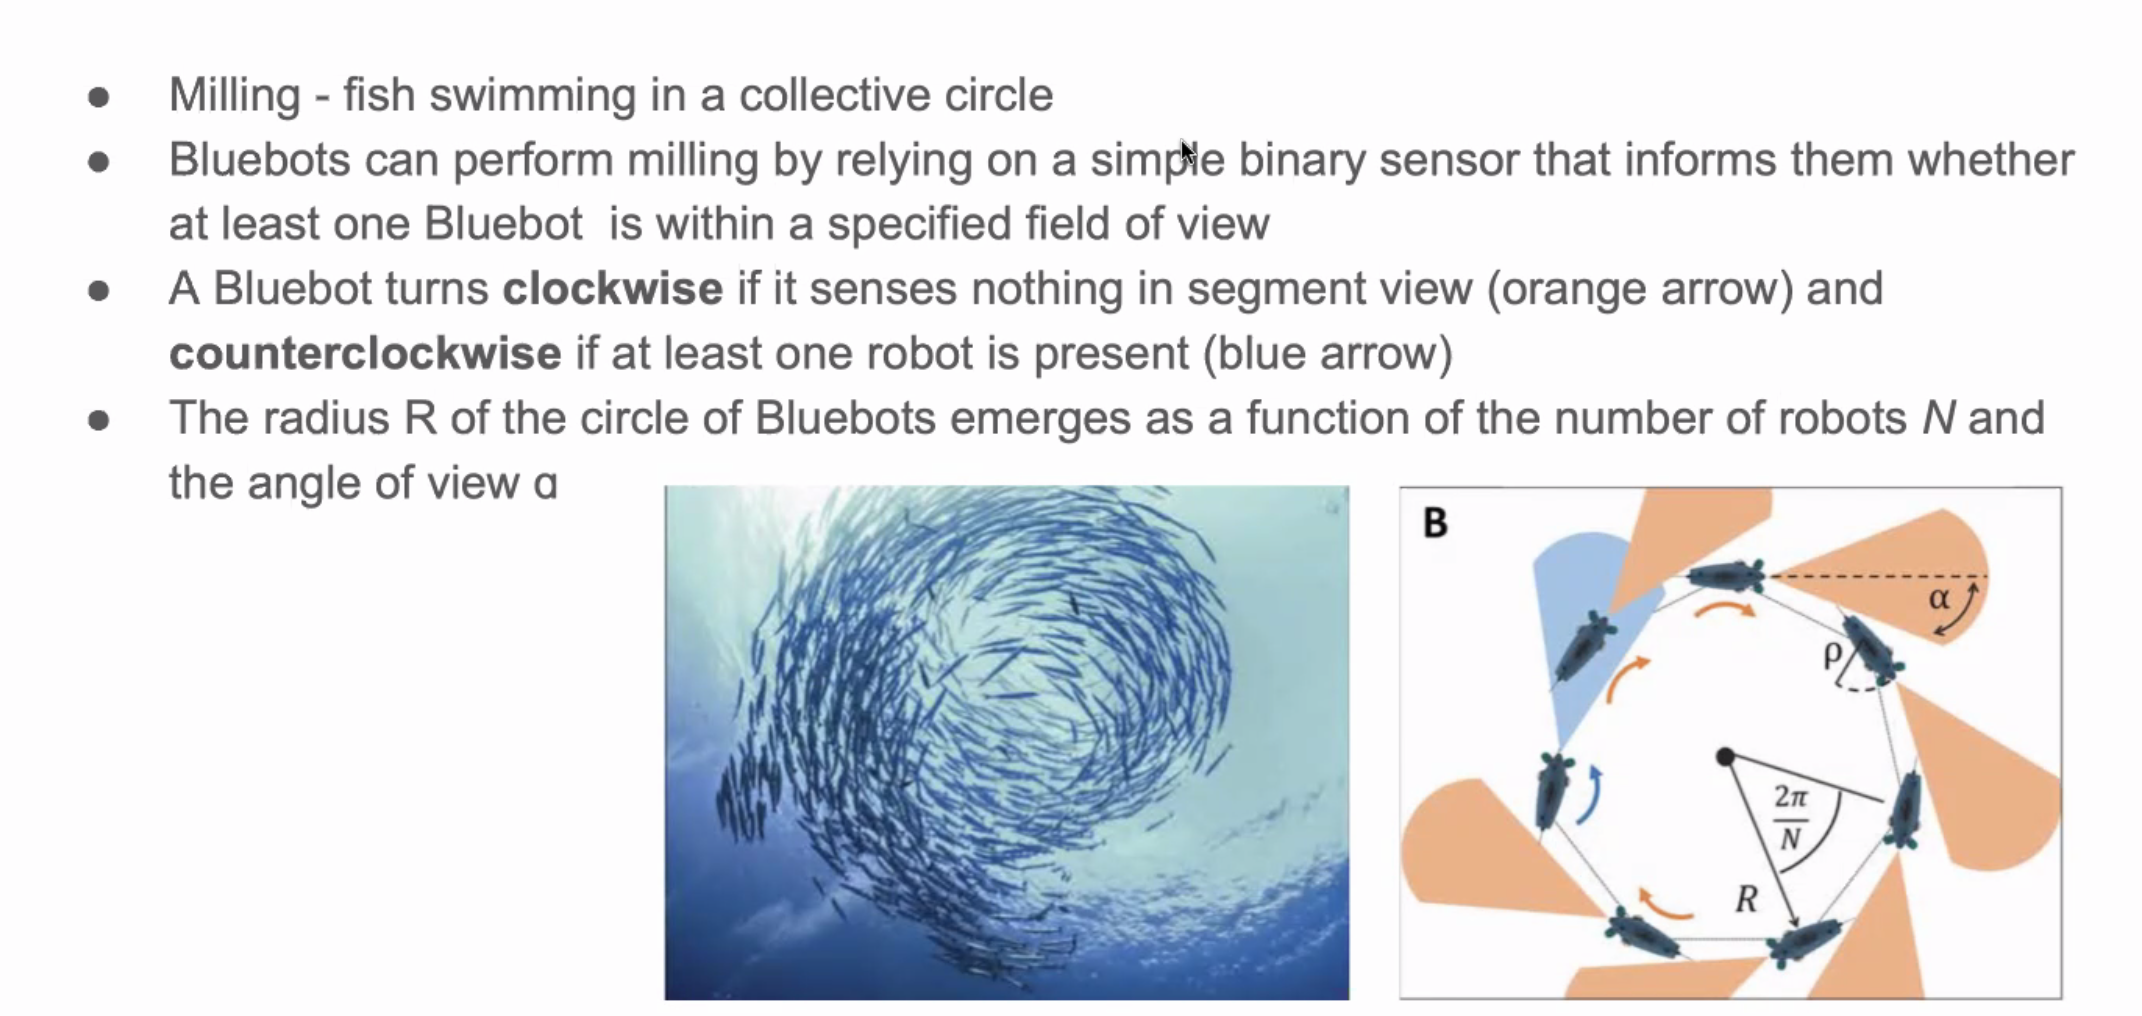 ● Milling - fish swimming in a collective circle
● Bluebots can perform milling by relying on a simple binary sensor that informs them whether
at least one Bluebot  is within a specified field of view
● A Bluebot turns clockwise if it senses nothing in segment view (orange arrow) and
counterclockwise if at least one robot is present (blue arrow)
● The radius R of the circle of Bluebots emerges as a function of the number of robots N and
the angle of view α
B
α
ρ
2π
N
R